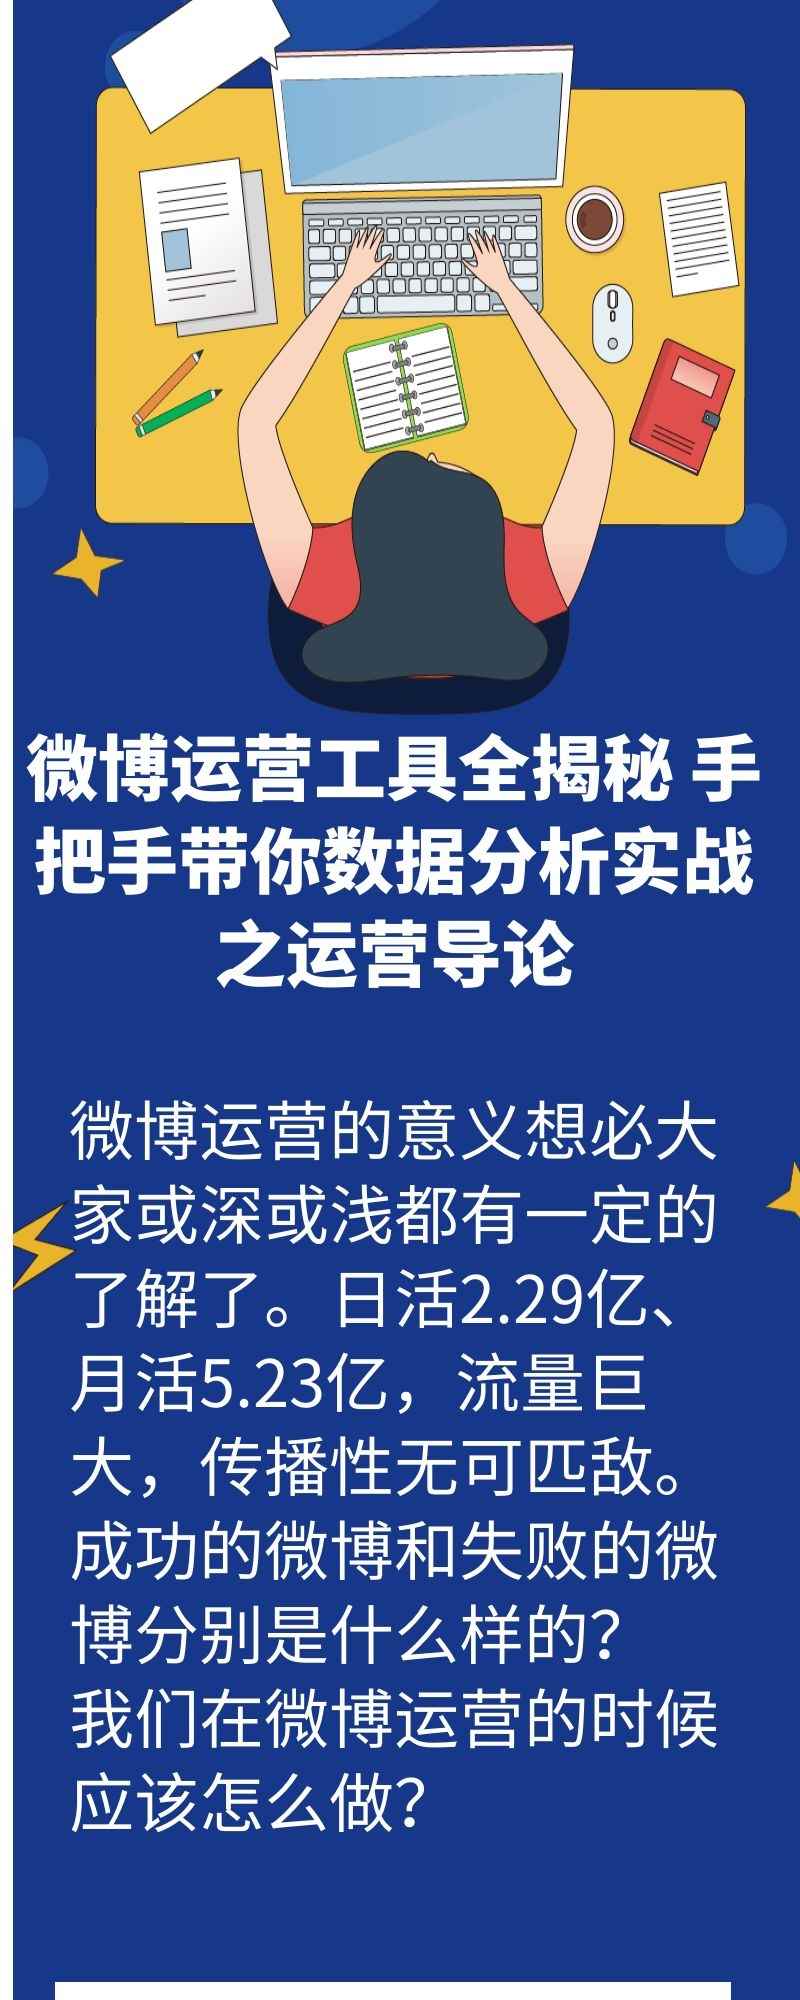 微博运营工具全揭秘 手
把手带你数据分析实战
之运营导论
微博运营的意义想必大
家或深或浅都有一定的
了解了。日活2.29亿、
月活5.23亿，流量巨
大，传播性无可匹敌。
成功的微博和失败的微
博分别是什么样的？
我们在微博运营的时候
应该怎么做？